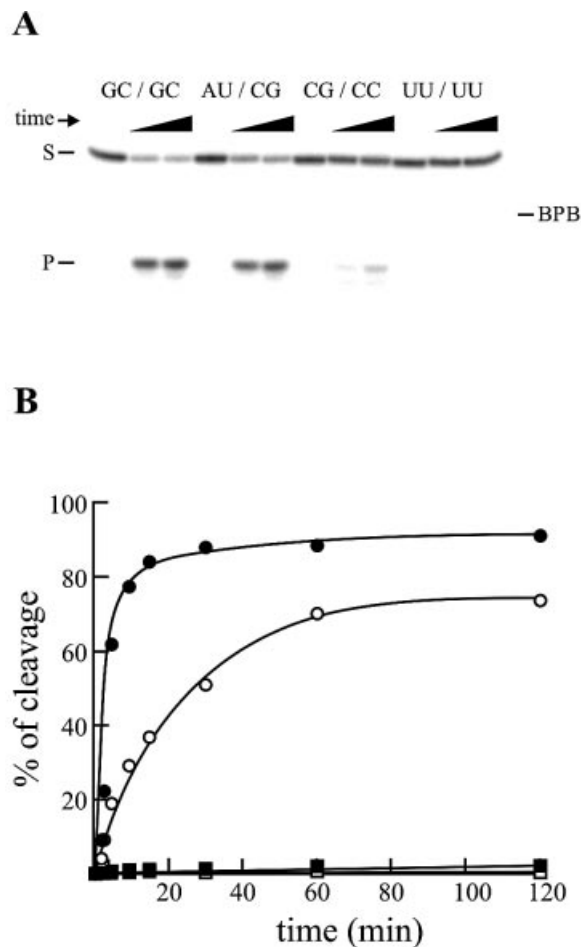 A
GC / GC AU / CG CG / CC UU / UU
time
S
BPB
P
B
100
80
60
40
20
% of cleavage
20 40 60 80 100 120
time (min)